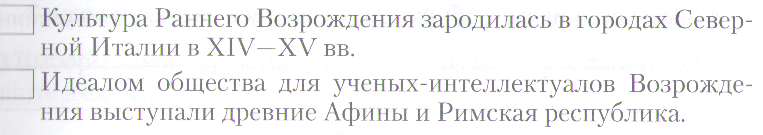 Культура Раннего Возрождения зародилась в городах Север-
ной Италии в XIV—XV вв.
Идеалом общества для ученых-интеллектуалов Возрожде-
ния выступали древние Афины и Римская республика.